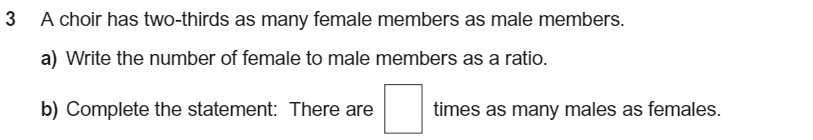 3 A choir has two-thirds as many female members as male members.
a) Write the number of female to male members as a ratio.
b) Complete the statement: There are times as many males as females.